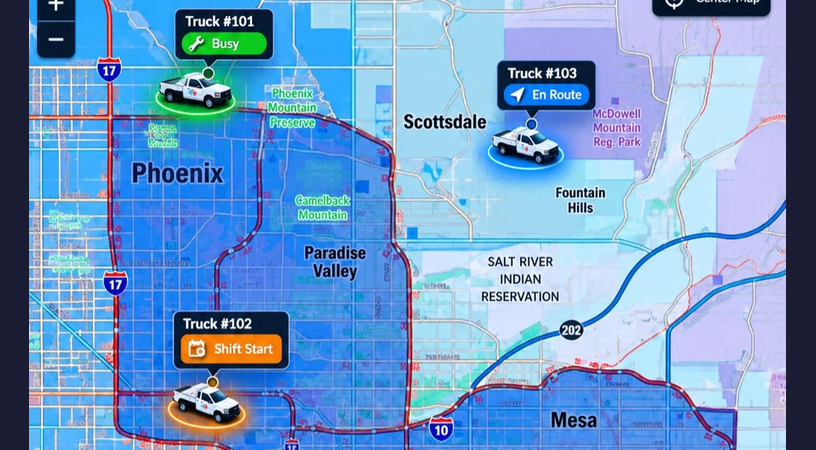 +
−
Center Map
Truck #101
Busy
17
Phoenix
Mountain
Preserve
Truck #103
En Route
Scottsdale
McDowell
Mountain
Reg. Park
Phoenix
Camelback
Mountain
Fountain
Hills
Paradise
Valley
SALT RIVER
INDIAN
RESERVATION
17
Truck #102
Shift Start
202
Mesa
10